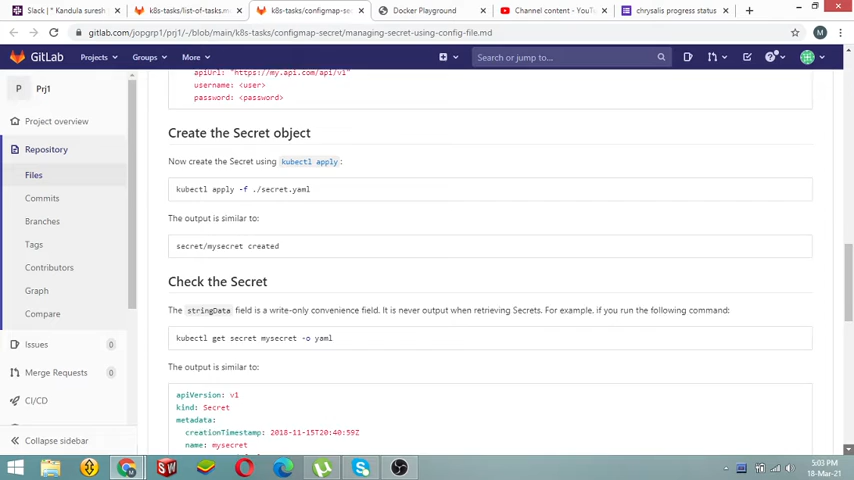 Slack | * Kandula suresh
k8s-tasks/list-of-tasks.m
k8s-tasks/configmap-se
Docker Playground
Channel content - YouT
chrysalis progress status
gitlab.com/jopgrp1/prj1/-/blob/main/k8s-tasks/configmap-secret/managing-secret-using-config-file.md
M
GitLab
Projects
Groups
More
Search or jump to...
P
Prj1
Project overview
Repository
Files
Commits
Branches
Tags
Contributors
Graph
Compare
Issues
0
Merge Requests
0
CI/CD
Collapse sidebar
apiUrl: "https://my.api.com/api/v1"
username: <user>
password: <password>
Create the Secret object
Now create the Secret using kubectl apply:
kubectl apply -f ./secret.yaml
The output is similar to:
secret/mysecret created
Check the Secret
The stringData field is a write-only convenience field. It is never output when retrieving Secrets. For example, if you run the following command:
kubectl get secret mysecret -o yaml
The output is similar to:
apiVersion: v1
kind: Secret
metadata:
creationTimestamp: 2018-11-15T20:40:59Z
name: mysecret
5:03 PM
18-Mar-21